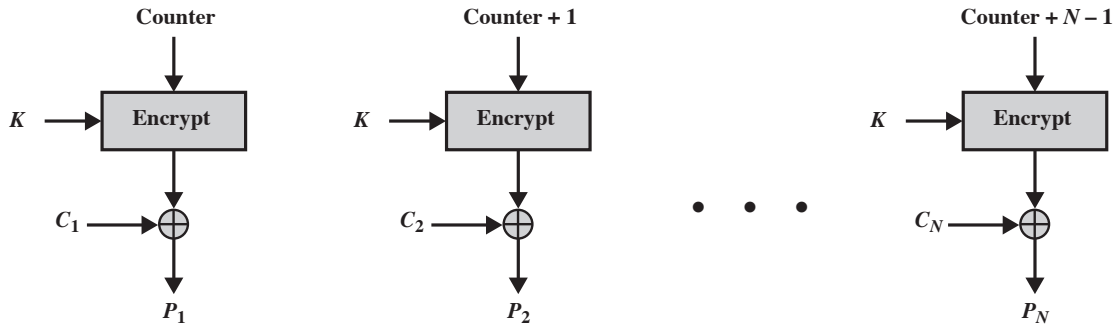 Counter
Counter + 1
Counter + N – 1
K
Encrypt
K
Encrypt
K
Encrypt
C1
C2
CN
P1
P2
PN